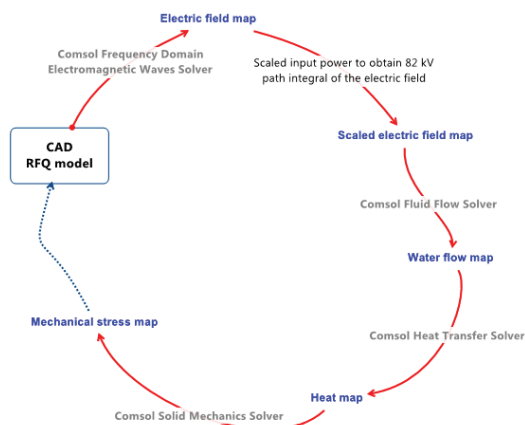 Electric field map
Comsol Frequency Domain
Electromagnetic Waves Solver
Scaled input power to obtain 82 kV
path integral of the electric field
Scaled electric field map
CAD
RFQ model
Comsol Fluid Flow Solver
Water flow map
Mechanical stress map
Comsol Heat Transfer Solver
Heat map
Comsol Solid Mechanics Solver